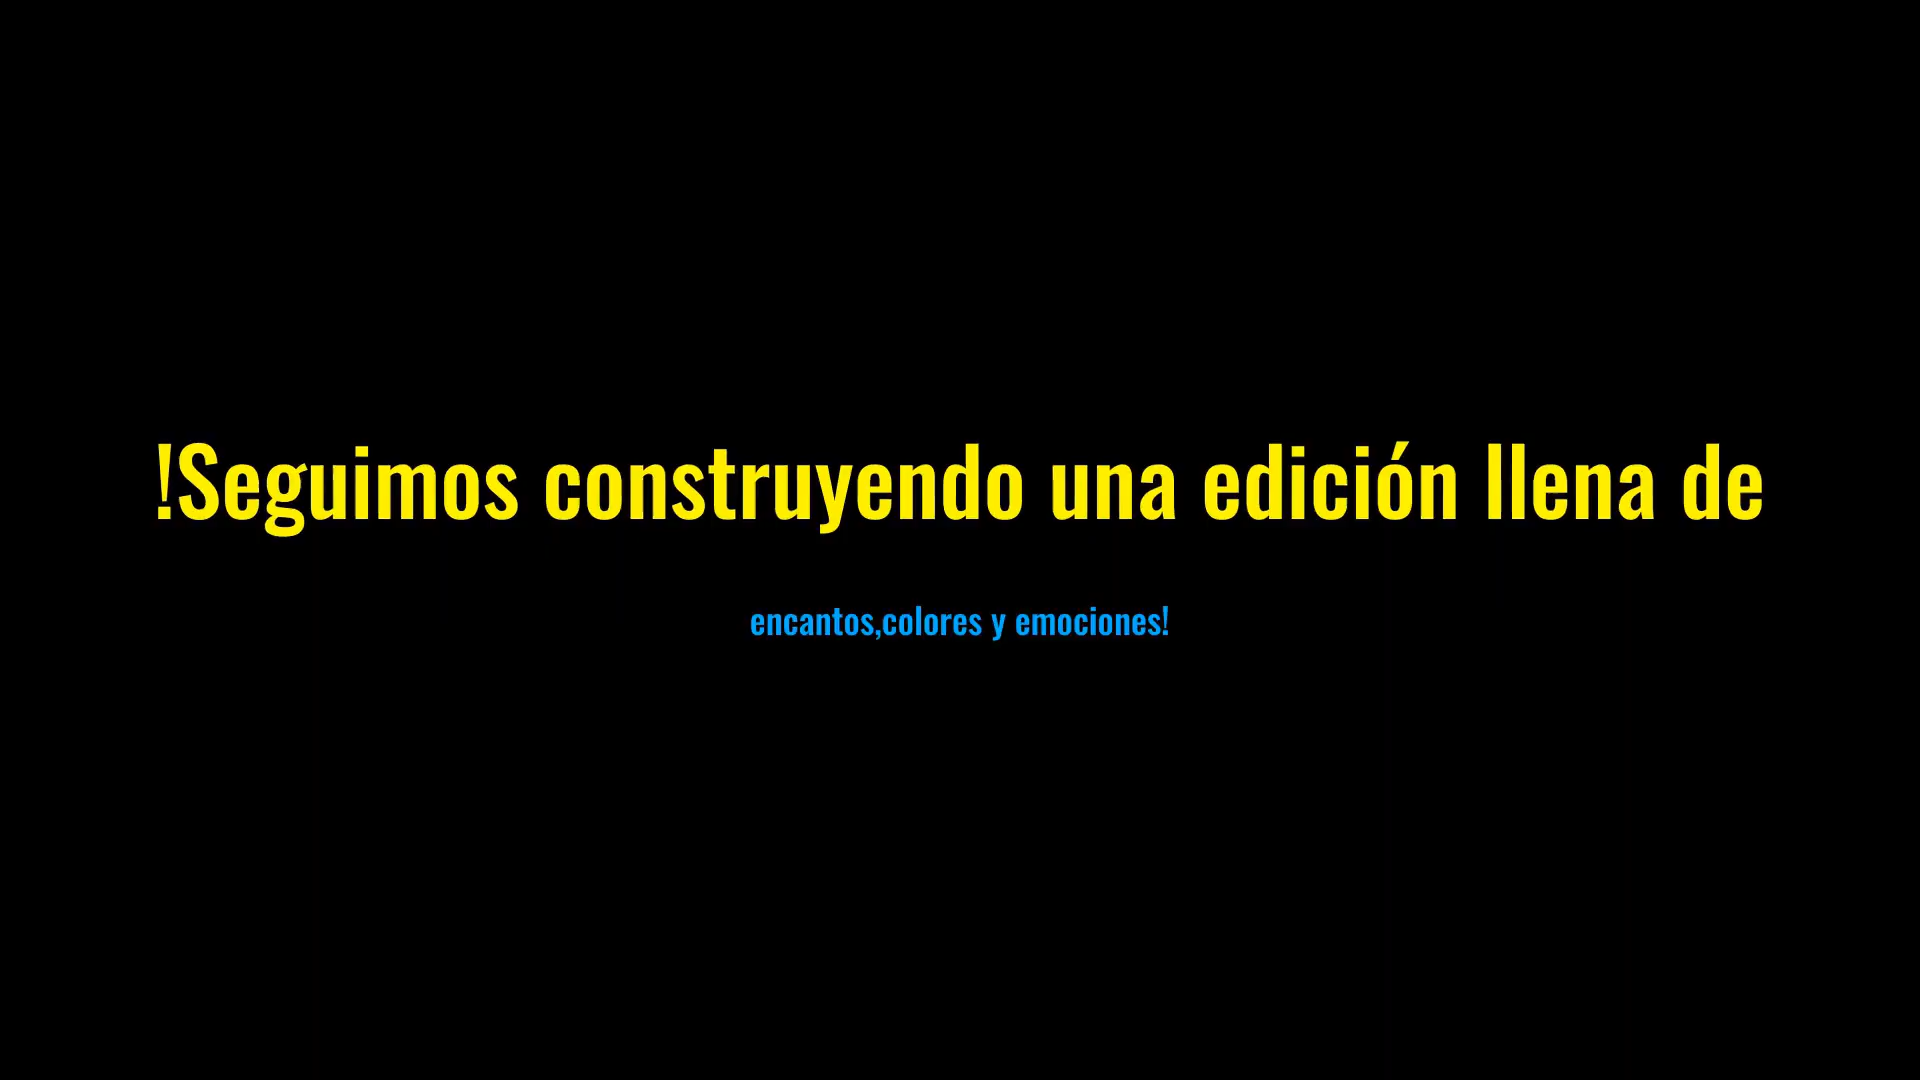 !Seguimos construyendo una edición llena de
encantos,colores y emociones!